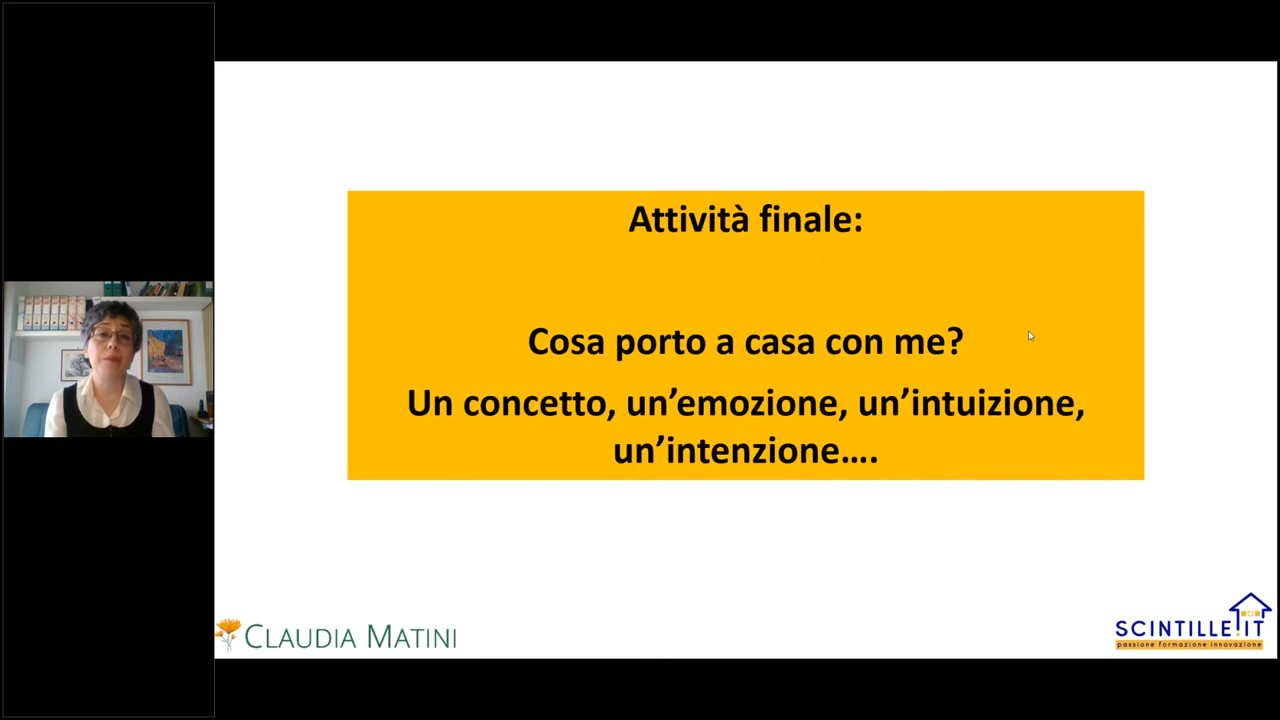 Attività finale:
Cosa porto a casa con me?
Un concetto, un’emozione, un’intuizione,
un’intenzione….
CLAUDIA MATINI
SCINTILLE.IT
passione formazione innovazione